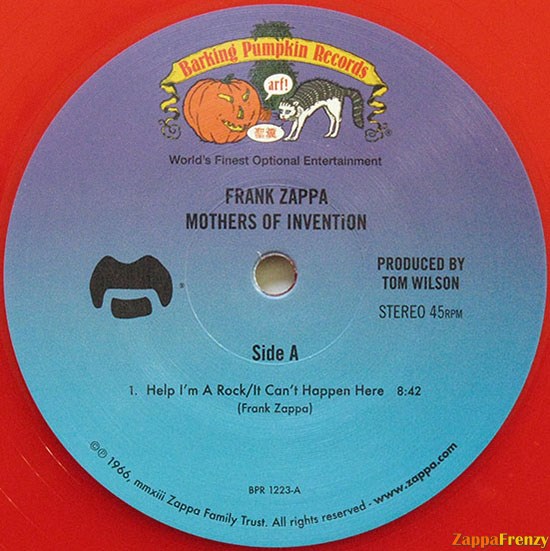 Barking Pumpkin Records
arf!
World's Finest Optional Entertainment
FRANK ZAPPA
MOTHERS OF INVENTiON
PRODUCED BY
TOM WILSON
STEREO 45RPM
®
Side A
1. Help I'm A Rock/It Can't Happen Here 8:42
(Frank Zappa)
BPR 1223-A
©℗ 1966, mmxiii Zappa Family Trust. All rights reserved - www.zappa.com
ZappaFrenzy